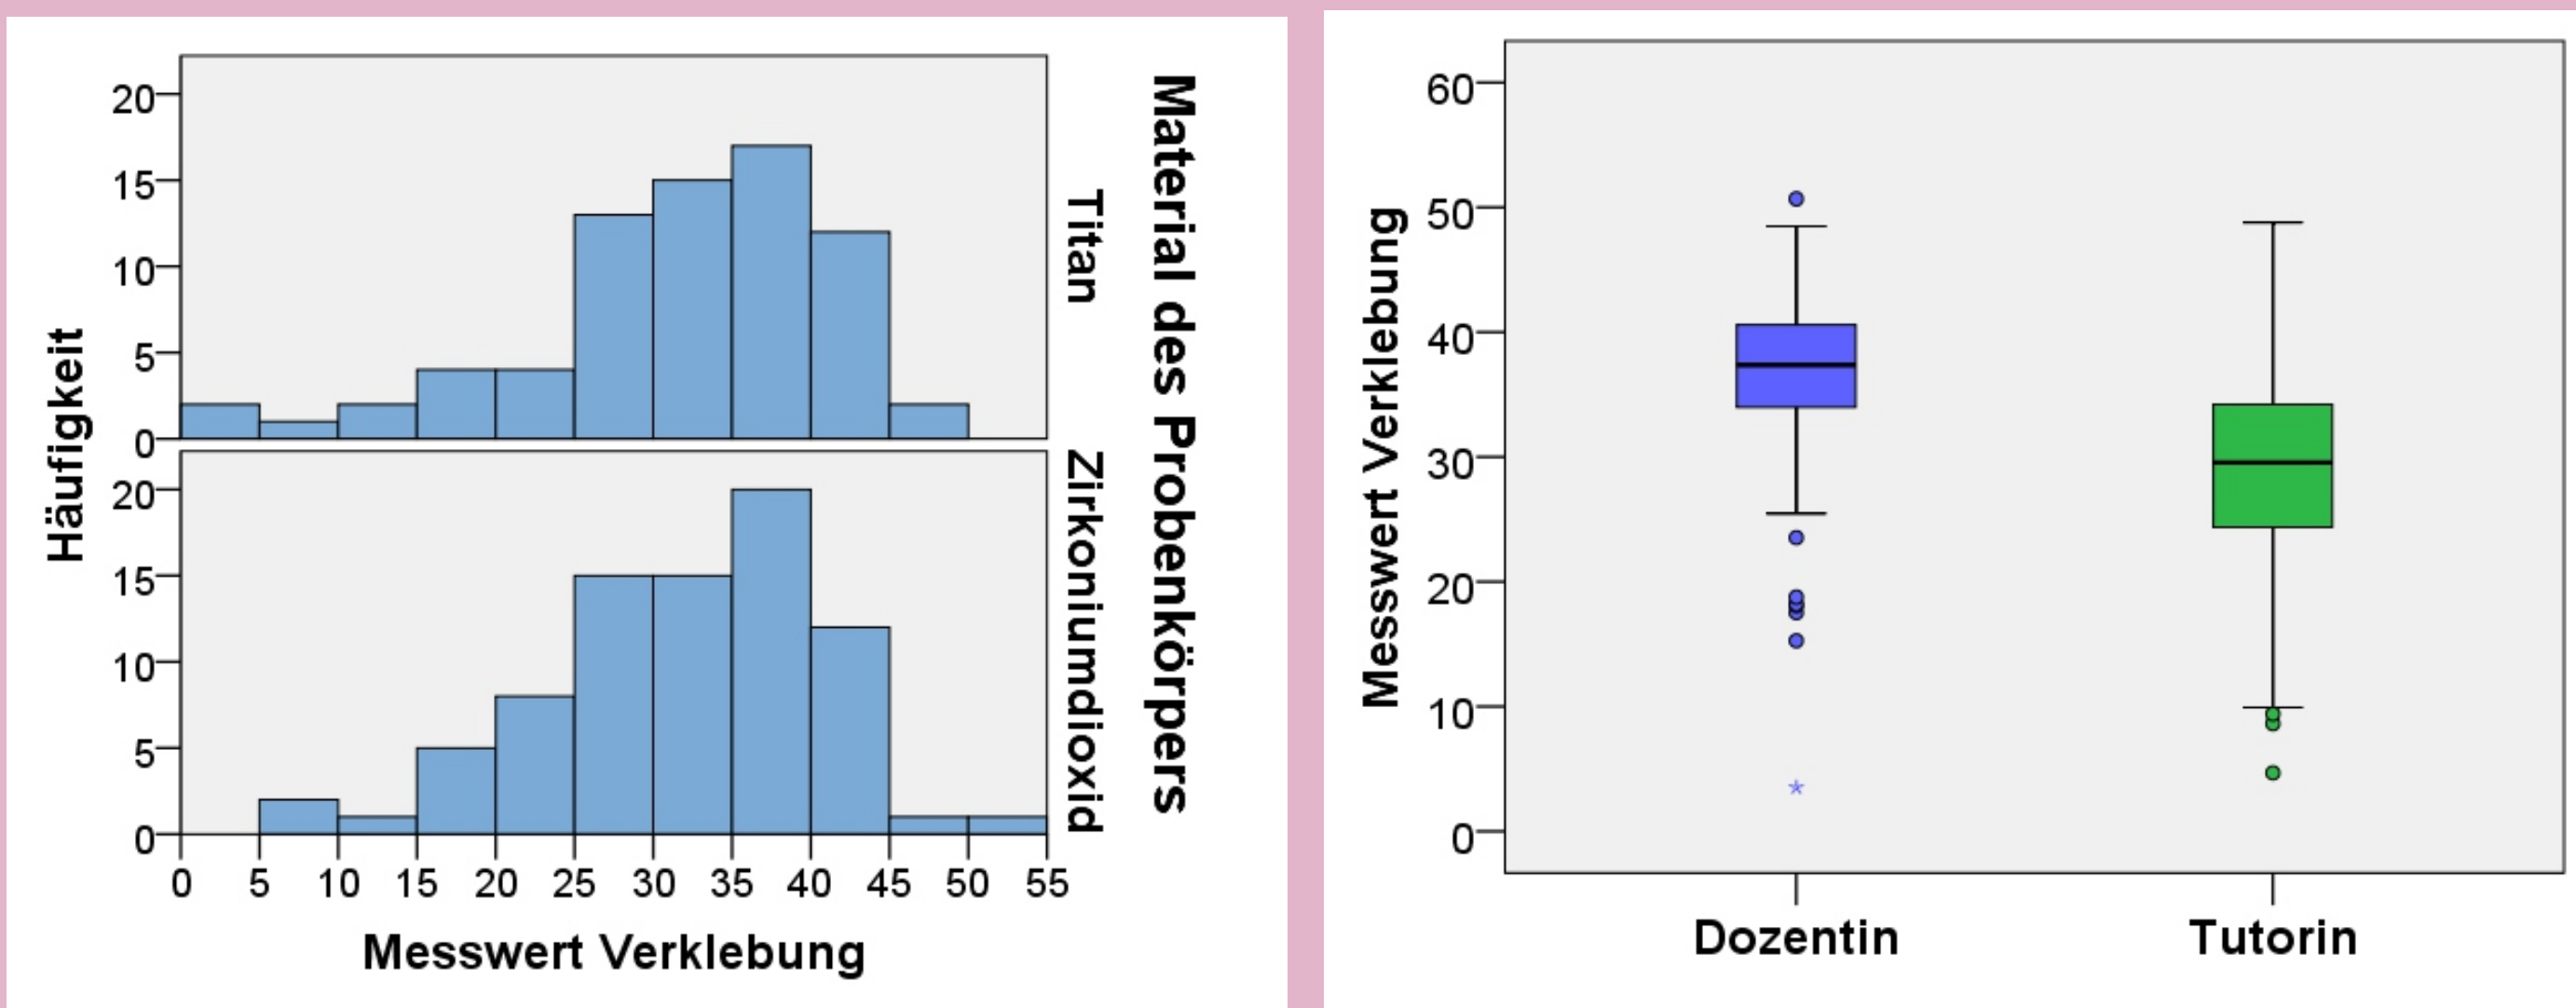 Häufigkeit
20
15
10
5
0
Titan
20
15
10
5
0
Zirkoniumdioxid
Material des Probenkörpers
0 5 10 15 20 25 30 35 40 45 50 55
Messwert Verklebung
Messwert Verklebung
60
50
40
30
20
10
0
Dozentin Tutorin